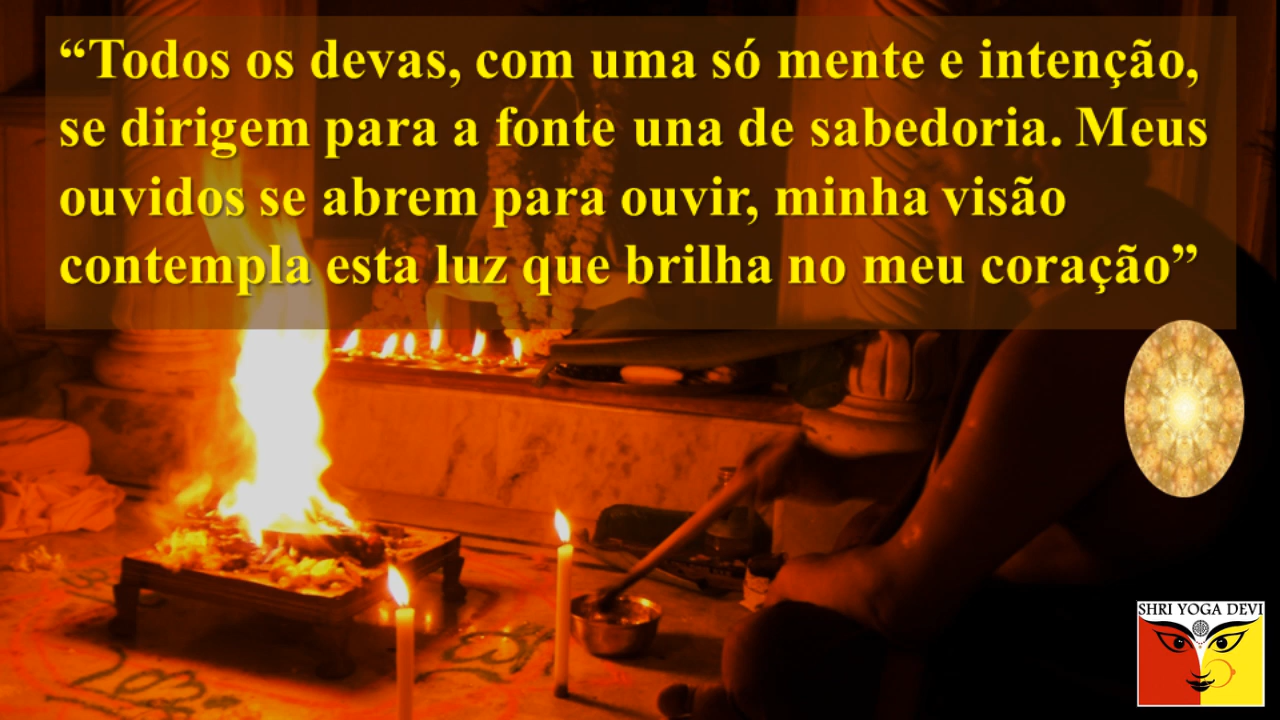 “Todos os devas, com uma só mente e intenção,
se dirigem para a fonte una de sabedoria. Meus
ouvidos se abrem para ouvir, minha visão
contempla esta luz que brilha no meu coração”
SHRI YOGA DEVI